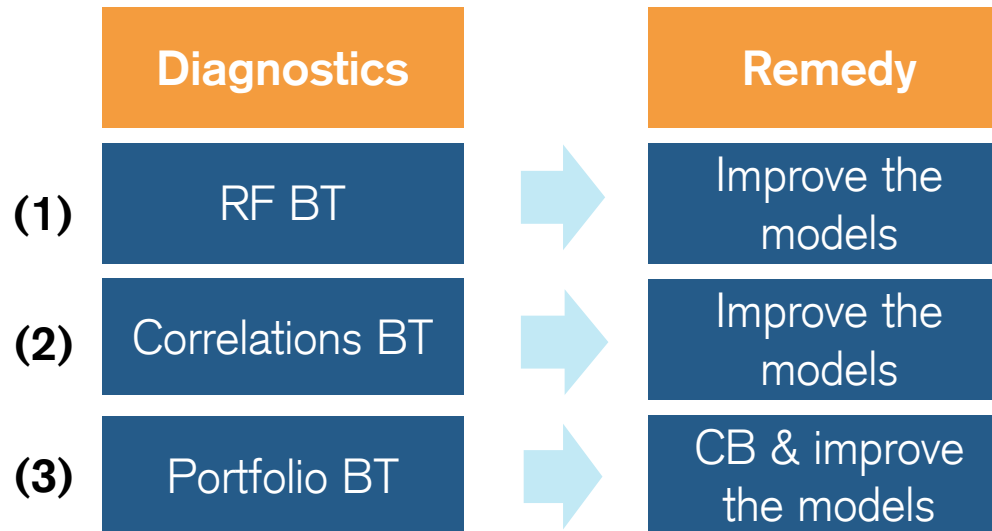 Diagnostics
Remedy
(1)
RF BT
Improve the
models
(2)
Correlations BT
Improve the
models
(3)
Portfolio BT
CB & improve
the models